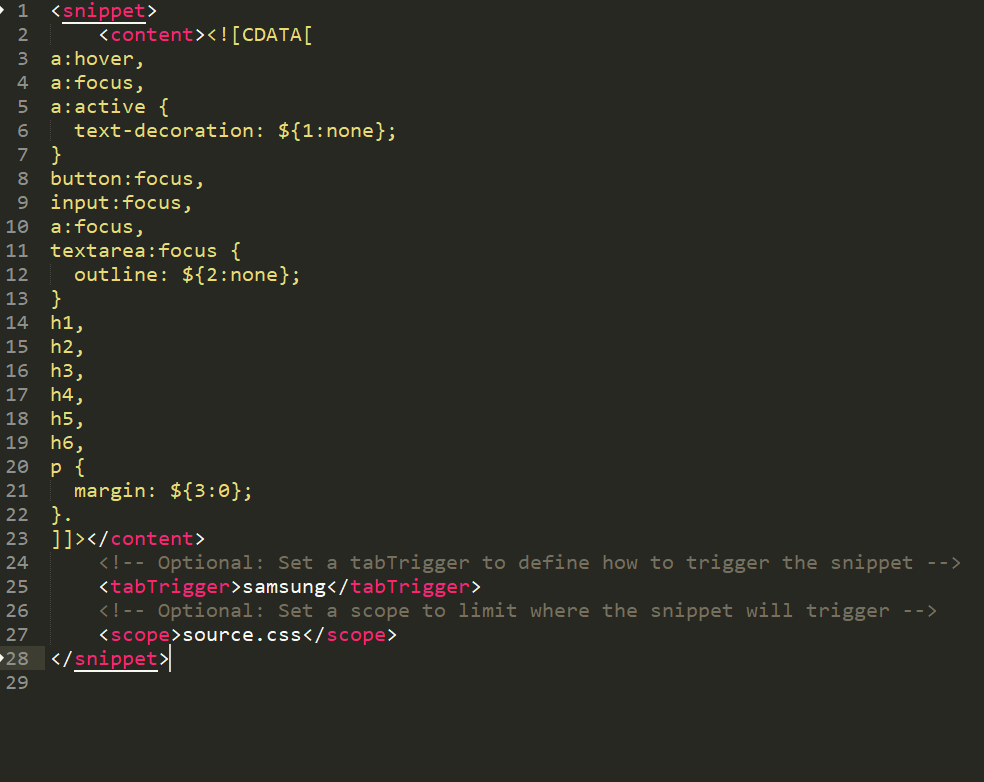 1 <snippet>
2     <content><![CDATA[
3 a:hover,
4 a:focus,
5 a:active {
6   text-decoration: ${1:none};
7 }
8 button:focus,
9 input:focus,
10 a:focus,
11 textarea:focus {
12   outline: ${2:none};
13 }
14 h1,
15 h2,
16 h3,
17 h4,
18 h5,
19 h6,
20 p {
21   margin: ${3:0};
22 }.
23 ]]></content>
24     <!-- Optional: Set a tabTrigger to define how to trigger the snippet -->
25     <tabTrigger>samsung</tabTrigger>
26     <!-- Optional: Set a scope to limit where the snippet will trigger -->
27     <scope>source.css</scope>
28 </snippet>
29